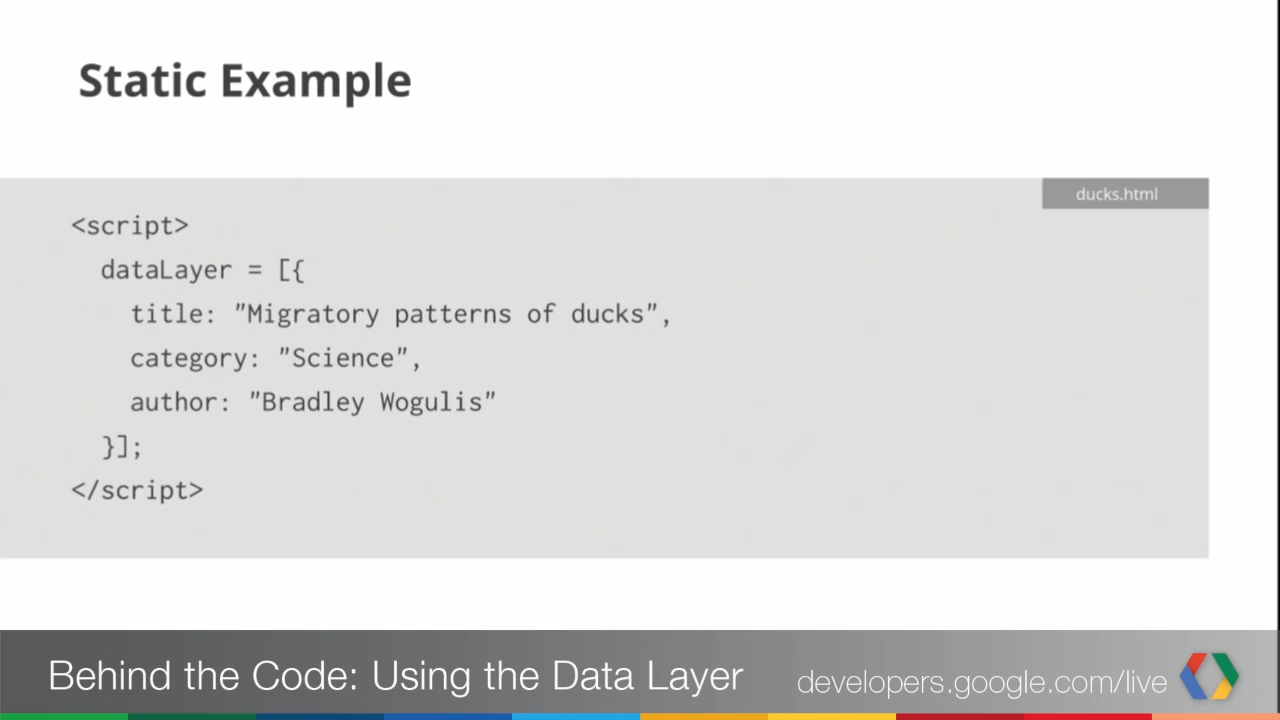 Static Example
ducks.html
<script>
  dataLayer = [{
    title: "Migratory patterns of ducks",
    category: "Science",
    author: "Bradley Wogulis"
  }];
</script>
Behind the Code: Using the Data Layer
developers.google.com/live